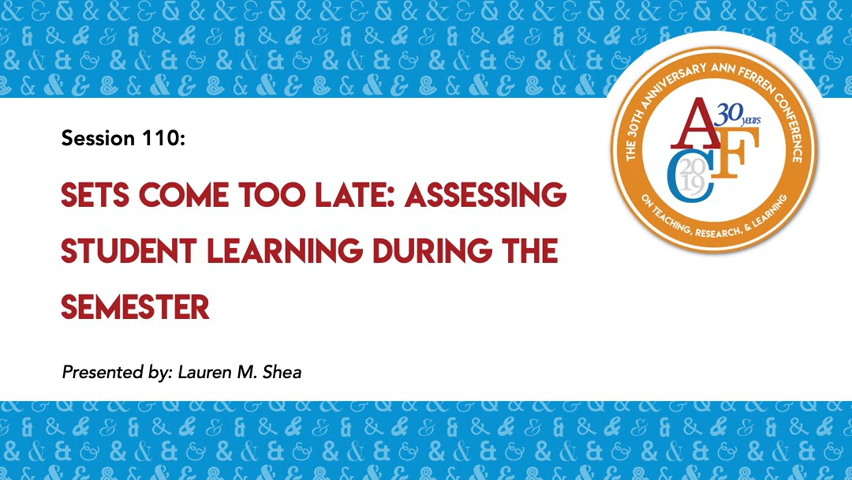 Session 110:
SETS COME TOO LATE: ASSESSING
STUDENT LEARNING DURING THE
SEMESTER
Presented by: Lauren M. Shea
THE 30TH ANNIVERSARY ANN FERREN CONFERENCE
AFC
30 years
2019
ON TEACHING, RESEARCH, & LEARNING